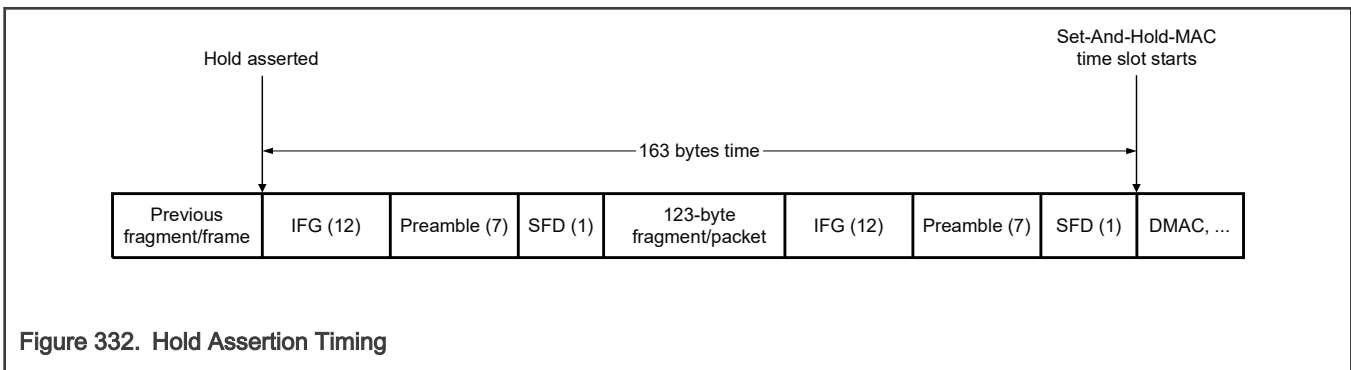 Hold asserted
Set-And-Hold-MAC
time slot starts
163 bytes time
Previous
fragment/frame
IFG (12)
Preamble (7)
SFD (1)
123-byte
fragment/packet
IFG (12)
Preamble (7)
SFD (1)
DMAC, ...
Figure 332. Hold Assertion Timing